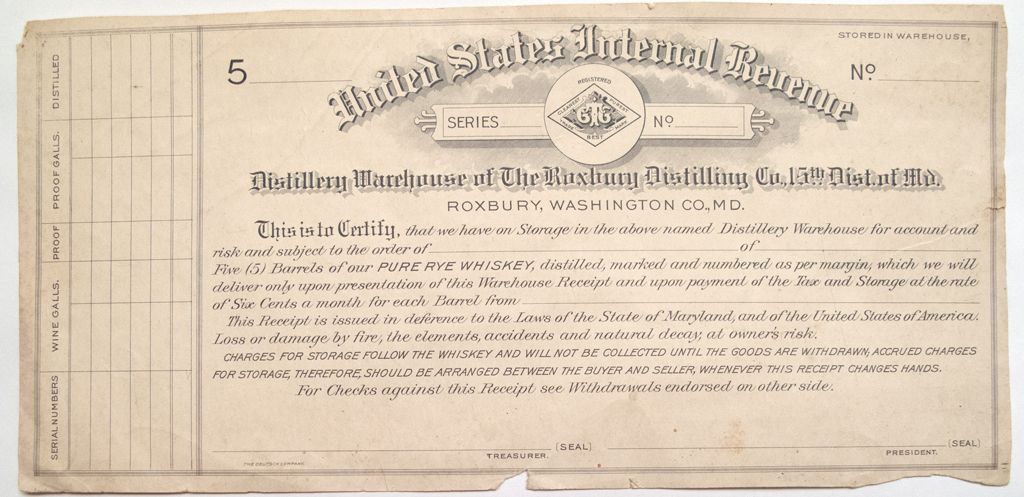 STORED IN WAREHOUSE,
5
United States Internal Revenue
Nº
REGISTERED
BEST
SERIES
Nº
Distillery Warehouse of The Roxbury Distilling Co., 15th Dist. of Md.
ROXBURY, WASHINGTON CO., MD.
This is to Certify, that we have on Storage in the above named Distillery Warehouse for account and
risk and subject to the order of of
Five (5) Barrels of our PURE RYE WHISKEY, distilled, marked and numbered as per margin, which we will
deliver only upon presentation of this Warehouse Receipt and upon payment of the Tax and Storage at the rate
of Six Cents a month for each Barrel from
This Receipt is issued in deference to the Laws of the State of Maryland, and of the United States of America.
Loss or damage by fire, the elements, accidents and natural decay, at owner's risk.
CHARGES FOR STORAGE FOLLOW THE WHISKEY AND WILL NOT BE COLLECTED UNTIL THE GOODS ARE WITHDRAWN; ACCRUED CHARGES
FOR STORAGE, THEREFORE, SHOULD BE ARRANGED BETWEEN THE BUYER AND SELLER, WHENEVER THIS RECEIPT CHANGES HANDS.
For Checks against this Receipt see Withdrawals endorsed on other side.
(SEAL)
TREASURER.
(SEAL)
PRESIDENT.
THE DEUTSCH COMPANY.
DISTILLED
PROOF GALLS.
PROOF
WINE GALLS.
SERIAL NUMBERS